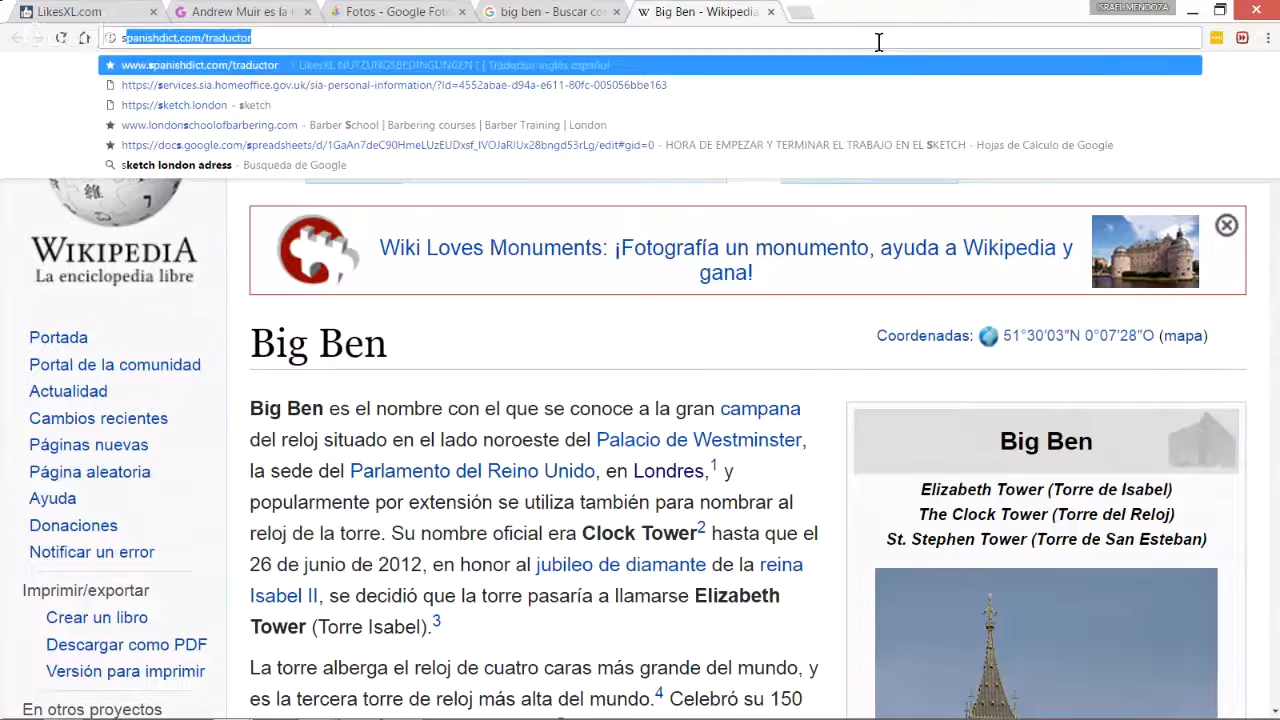 LikesXL.com
Andrew Muir es la
Fotos - Google Foto
big ben - Buscar co
Big Ben - Wikipedia
ISRAEL MENDOZA
spanishdict.com/traductor
www.spanishdict.com/traductor | LikesXL NUTZUNGSBEDINGUNGEN ! | Traductor inglés español
https://services.sia.homeoffice.gov.uk/sia-personal-information/?Id=4552abae-d94a-e611-80fc-005056bbe163
https://sketch.london - sketch
www.londonschoolofbarbering.com - Barber School | Barbering courses | Barber Training | London
https://docs.google.com/spreadsheets/d/1GaAn7deC90HmeLUzEUDxsf_IVOJaRIUx28bngd53rLg/edit#gid=0 - HORA DE EMPEZAR Y TERMINAR EL TRABAJO EN EL SKETCH - Hojas de Cálculo de Google
sketch london adress - Búsqueda de Google
WIKIPEDIA
La enciclopedia libre
Portada
Portal de la comunidad
Actualidad
Cambios recientes
Páginas nuevas
Página aleatoria
Ayuda
Donaciones
Notificar un error
Imprimir/exportar
Crear un libro
Descargar como PDF
Versión para imprimir
En otros proyectos
Wiki Loves Monuments: ¡Fotografía un monumento, ayuda a Wikipedia y
gana!
Big Ben
Coordenadas: 51°30′03″N 0°07′28″O (mapa)
Big Ben es el nombre con el que se conoce a la gran campana
del reloj situado en el lado noroeste del Palacio de Westminster,
la sede del Parlamento del Reino Unido, en Londres,1 y
popularmente por extensión se utiliza también para nombrar al
reloj de la torre. Su nombre oficial era Clock Tower2 hasta que el
26 de junio de 2012, en honor al jubileo de diamante de la reina
Isabel II, se decidió que la torre pasaría a llamarse Elizabeth
Tower (Torre Isabel).3
La torre alberga el reloj de cuatro caras más grande del mundo, y
es la tercera torre de reloj más alta del mundo.4 Celebró su 150
Big Ben
Elizabeth Tower (Torre de Isabel)
The Clock Tower (Torre del Reloj)
St. Stephen Tower (Torre de San Esteban)